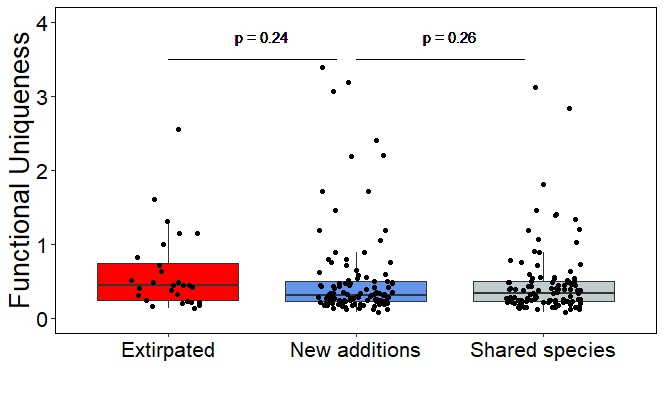 Functional Uniqueness
4
3
2
1
0
p = 0.24
p = 0.26
Extirpated
New additions
Shared species